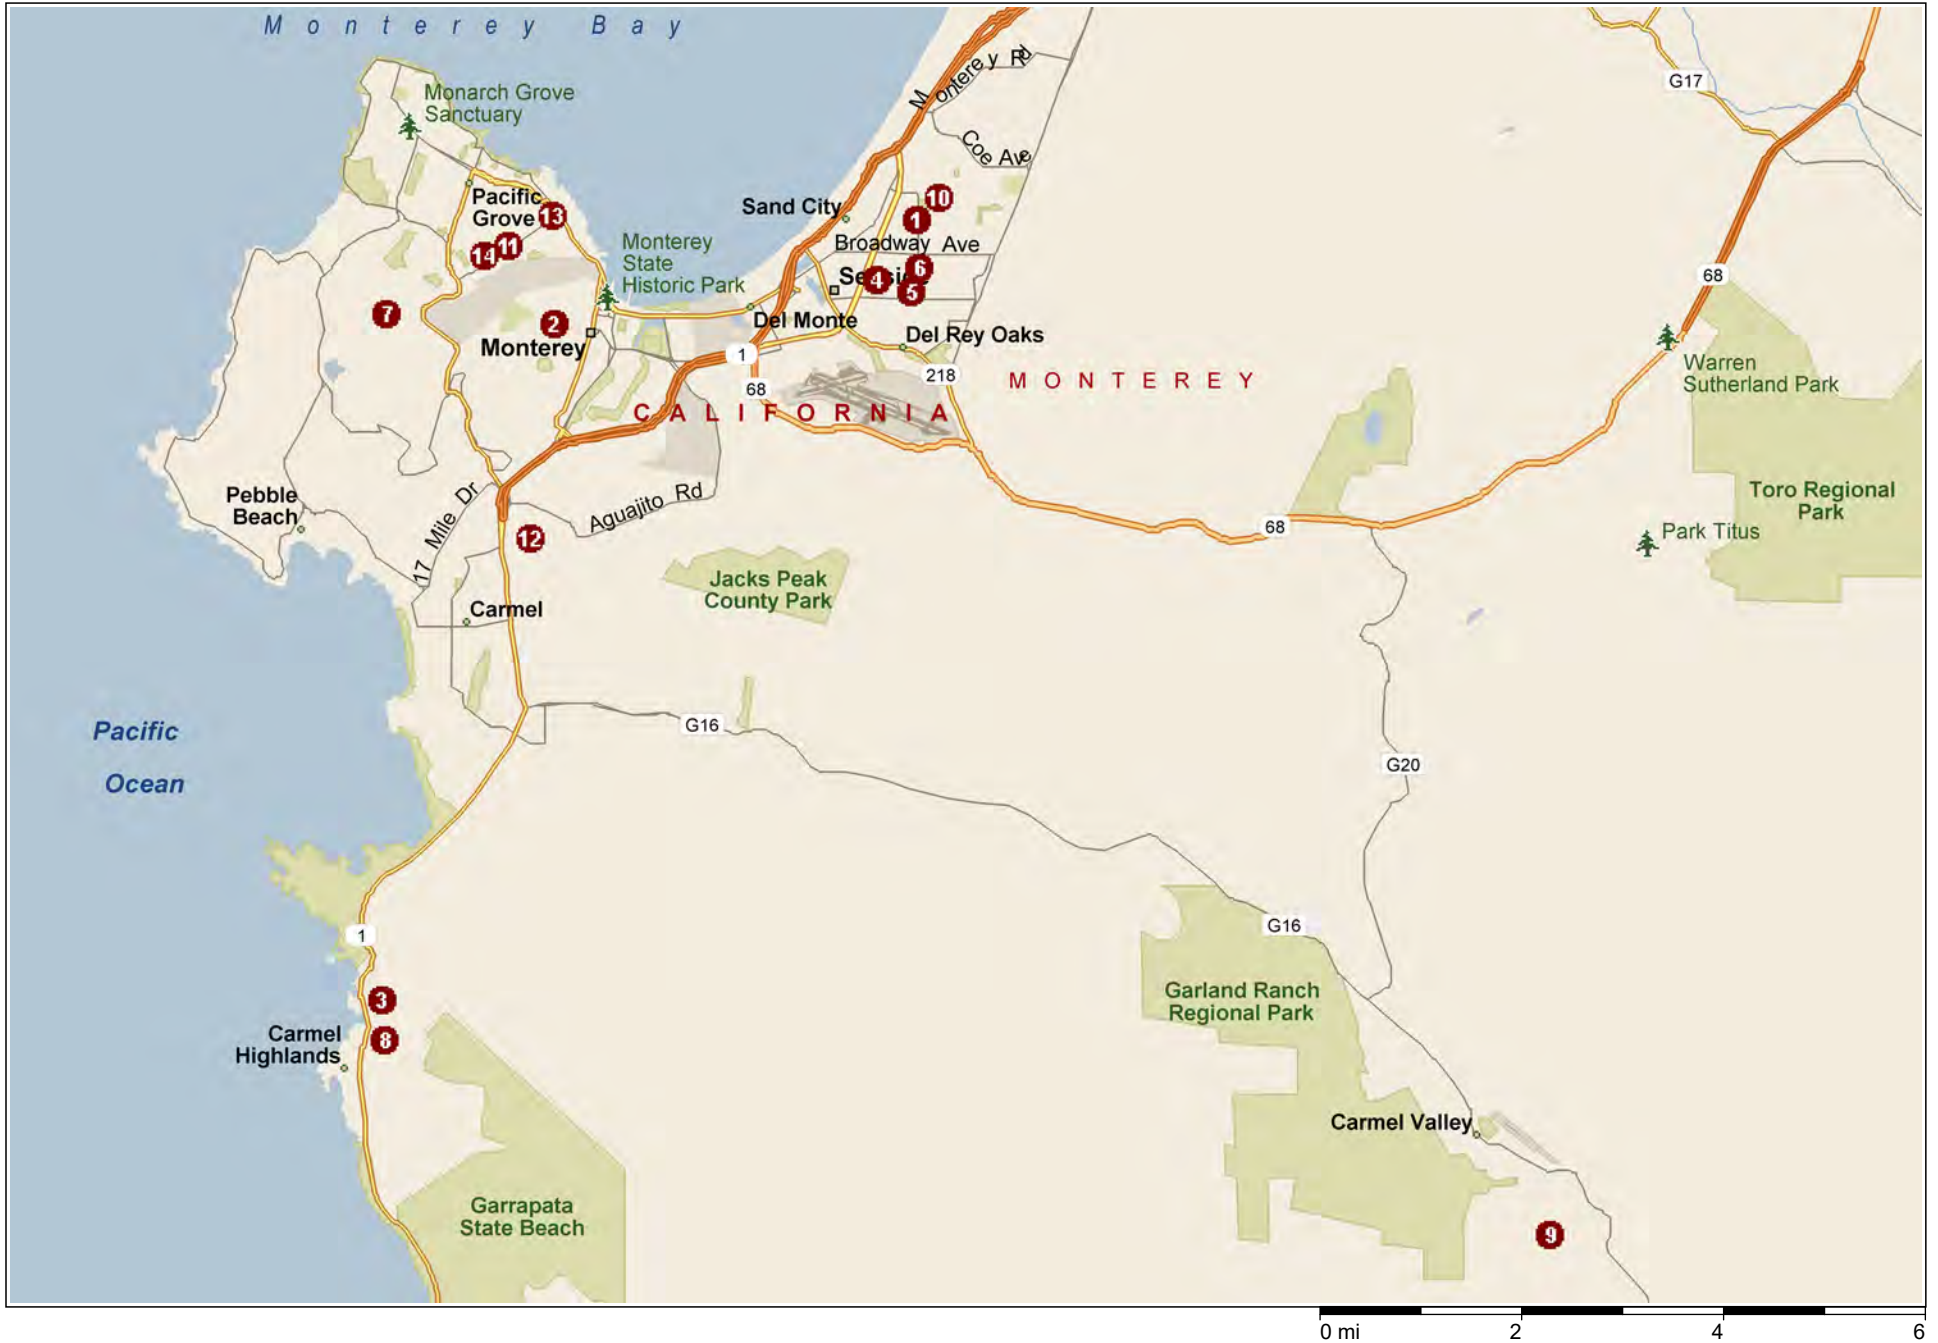 Monterey Bay
Monterey Rd
G17
Monarch Grove
Sanctuary
Coe Ave
Pacific
Grove
13
Sand City
10
1
11
14
Monterey
State
Historic Park
Broadway Ave
6
4
5
68
7
2
Monterey
Del Monte
Del Rey Oaks
1
68
218
MONTEREY
CALIFORNIA
Warren
Sutherland Park
Pebble
Beach
17 Mile Dr
Aguajito Rd
12
68
Toro Regional
Park
Park Titus
Jacks Peak
County Park
Carmel
Pacific
Ocean
G16
G20
1
G16
3
8
Carmel
Highlands
Garland Ranch
Regional Park
Carmel Valley
Garrapata
State Beach
9
0 mi 2 4 6